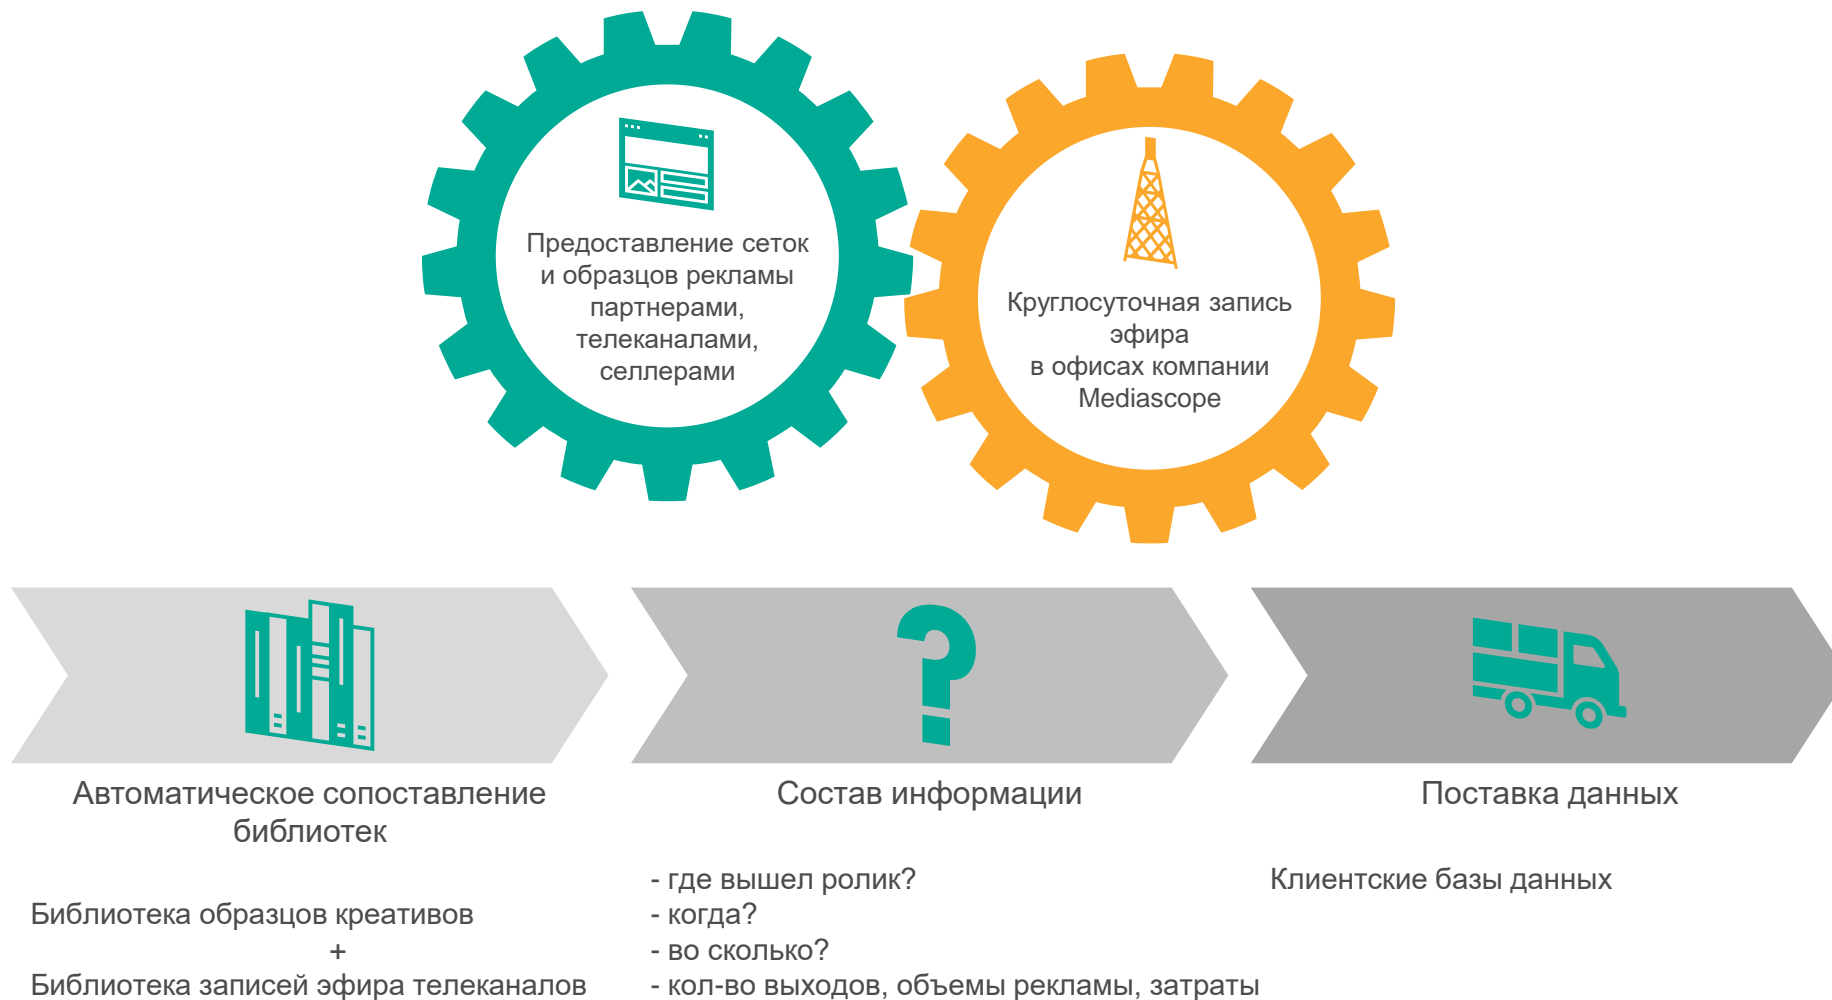 Предоставление сеток
и образцов рекламы
партнерами,
телеканалами,
селлерами
Круглосуточная запись
эфира
в офисах компании
Mediascope
Автоматическое сопоставление
библиотек
Библиотека образцов креативов
+
Библиотека записей эфира телеканалов
Состав информации
- где вышел ролик?
- когда?
- во сколько?
- кол-во выходов, объемы рекламы, затраты
Поставка данных
Клиентские базы данных